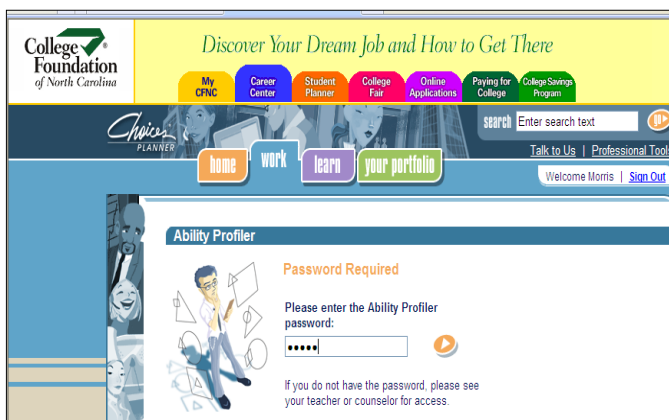 College
Foundation
of North Carolina
Discover Your Dream Job and How to Get There
My
CFNC
Career
Center
Student
Planner
College
Fair
Online
Applications
Paying for
College
College Savings
Program
Choices
PLANNER
search Enter search text go
Talk to Us | Professional Tools
home work learn your portfolio
Welcome Morris | Sign Out
Ability Profiler
Password Required
Please enter the Ability Profiler
password:
•••••
If you do not have the password, please see
your teacher or counselor for access.